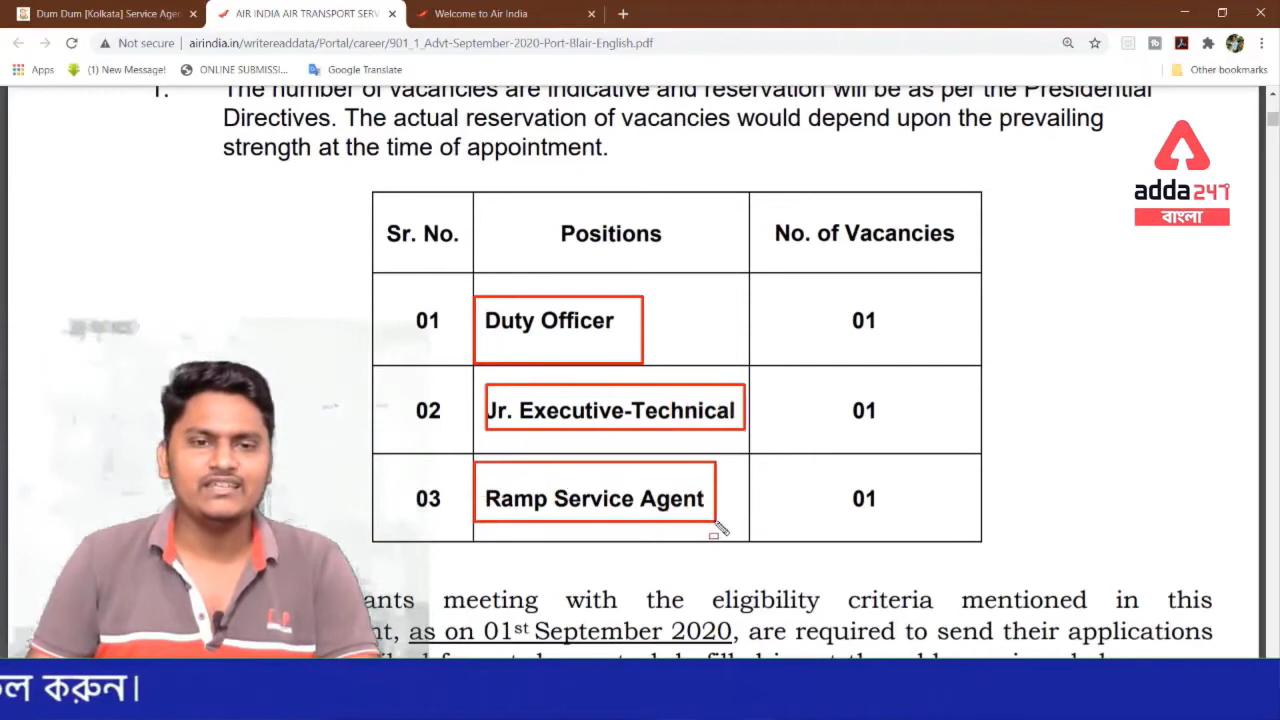 Dum Dum [Kolkata] Service Agen
AIR INDIA AIR TRANSPORT SERV
Welcome to Air India
Not secure
airindia.in/writereaddata/Portal/career/901_1_Advt-September-2020-Port-Blair-English.pdf
Apps
(1) New Message!
ONLINE SUBMISSI...
Google Translate
Other bookmarks
1. The number of vacancies are indicative and reservation will be as per the Presidential
Directives. The actual reservation of vacancies would depend upon the prevailing
strength at the time of appointment.
adda247
বাংলা
Sr. No. Positions No. of Vacancies
01 Duty Officer 01
02 Jr. Executive-Technical 01
03 Ramp Service Agent 01
ants meeting with the eligibility criteria mentioned in this
nt, as on 01st September 2020, are required to send their applications
করুন।